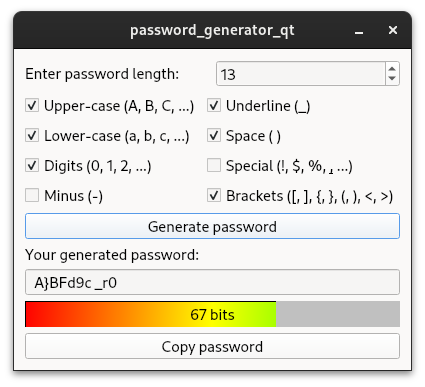 password_generator_qt
Enter password length: 13
Upper-case (A, B, C, ...) Underline (_)
Lower-case (a, b, c, ...) Space ( )
Digits (0, 1, 2, ...) Special (!, $, %, ,, ...)
Minus (-) Brackets ([, ], {, }, (, ), <, >)
Generate password
Your generated password:
A}BFd9c _r0
67 bits
Copy password